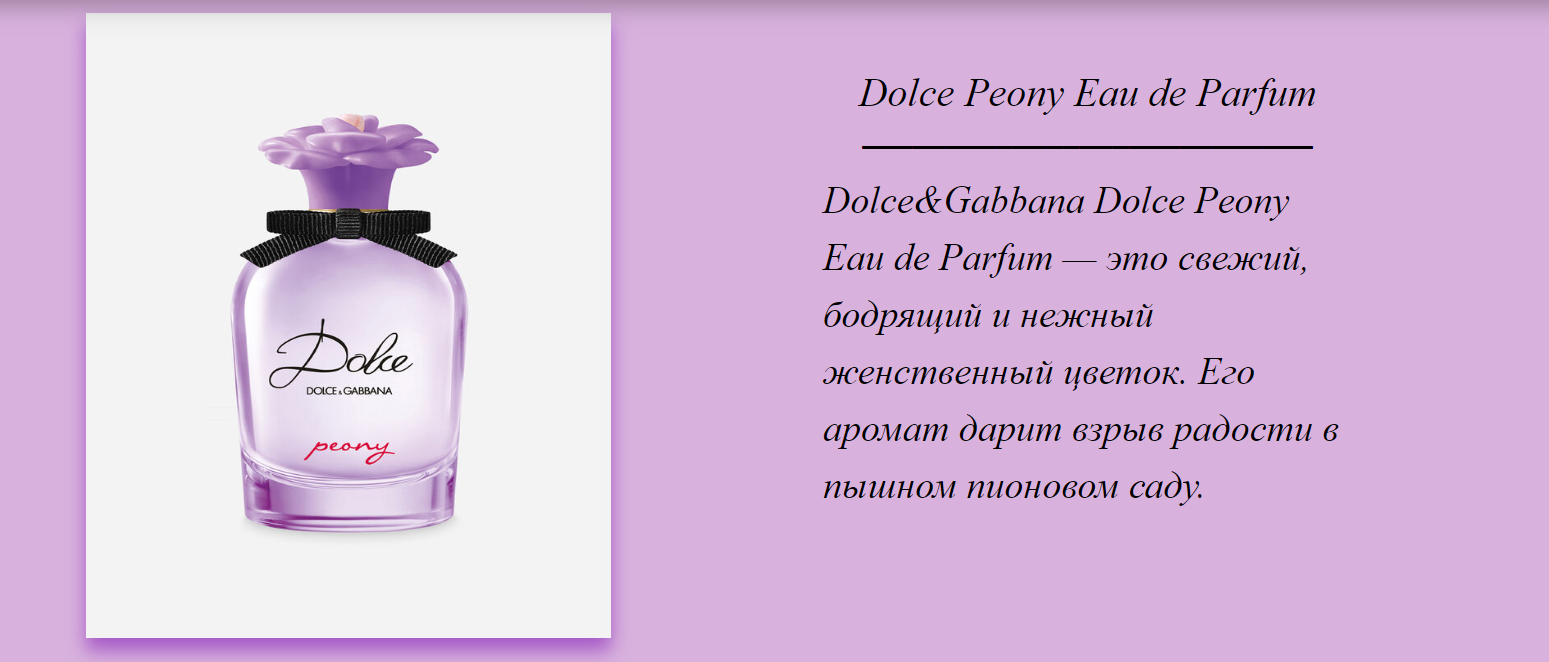 Dolce
DOLCE & GABBANA
peony
Dolce Peony Eau de Parfum
Dolce&Gabbana Dolce Peony
Eau de Parfum — это свежий,
бодрящий и нежный
женственный цветок. Его
аромат дарит взрыв радости в
пышном пионовом саду.